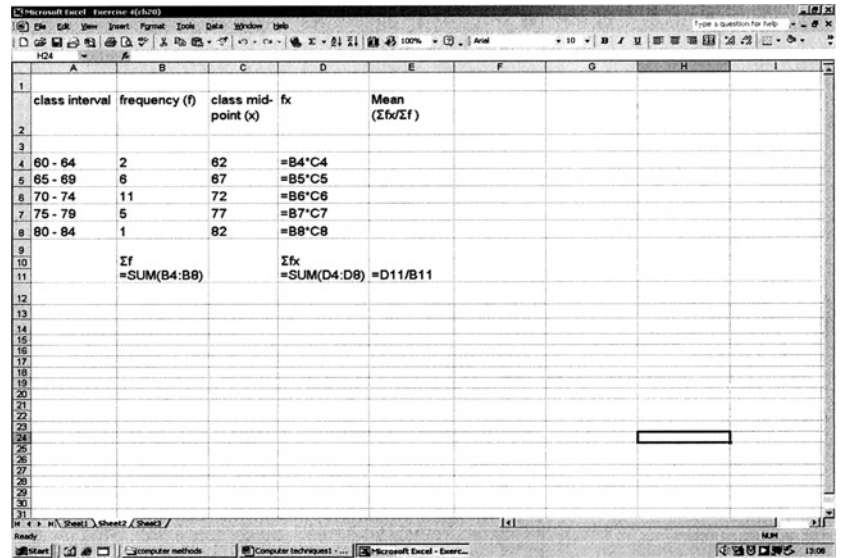 Microsoft Excel - Exercise 4(ch20)
File Edit View Insert Format Tools Data Window Help Type a question for help
100% Arial 10 B I U
H24 fx
A B C D E F G H I
1
class interval frequency (f) class mid- fx Mean
point (x) (Σfx/Σf )
2
3
4 60 - 64 2 62 =B4*C4
5 65 - 69 6 67 =B5*C5
6 70 - 74 11 72 =B6*C6
7 75 - 79 5 77 =B7*C7
8 80 - 84 1 82 =B8*C8
9
10 Σf Σfx
11 =SUM(B4:B8) =SUM(D4:D8) =D11/B11
12
13
14
15
16
17
18
19
20
21
22
23
24
25
26
27
28
29
30
31
Sheet1 Sheet2 Sheet3
Ready NUM
Start computer methods Computer techniques1 - ... Microsoft Excel - Exerc... 13:08